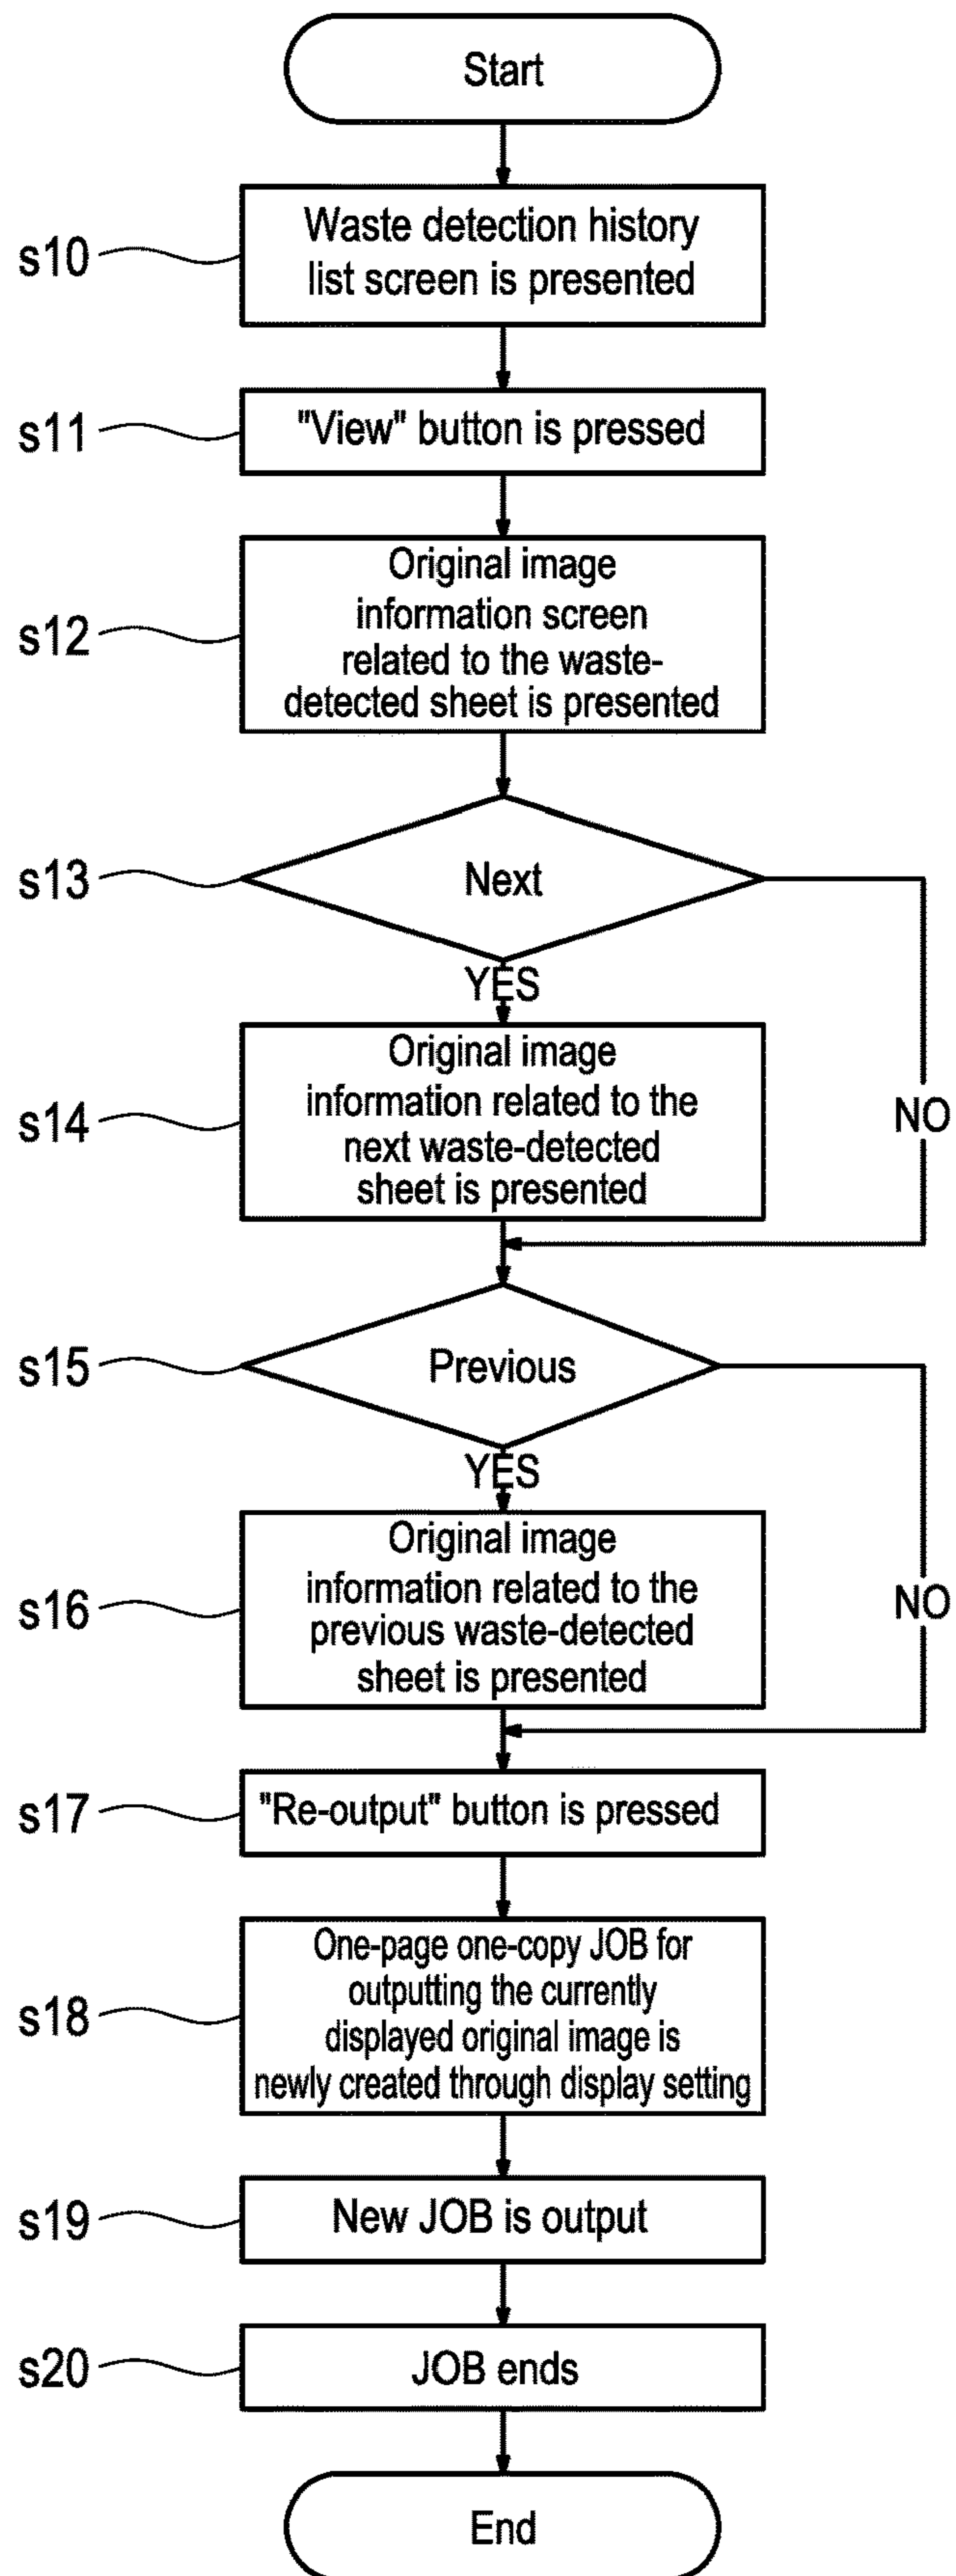 Start
s10
Waste detection history
list screen is presented
s11
"View" button is pressed
s12
Original image
information screen
related to the waste-
detected sheet is presented
s13
Next
YES
NO
s14
Original image
information related to the
next waste-detected
sheet is presented
s15
Previous
YES
NO
s16
Original image
information related to the
previous waste-detected
sheet is presented
s17
"Re-output" button is pressed
s18
One-page one-copy JOB for
outputting the currently
displayed original image is
newly created through display setting
s19
New JOB is output
s20
JOB ends
End